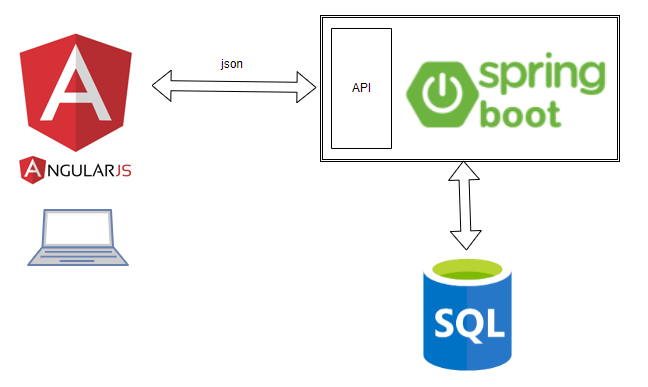 json
API
spring
boot
A
ANGULARJS
SQL